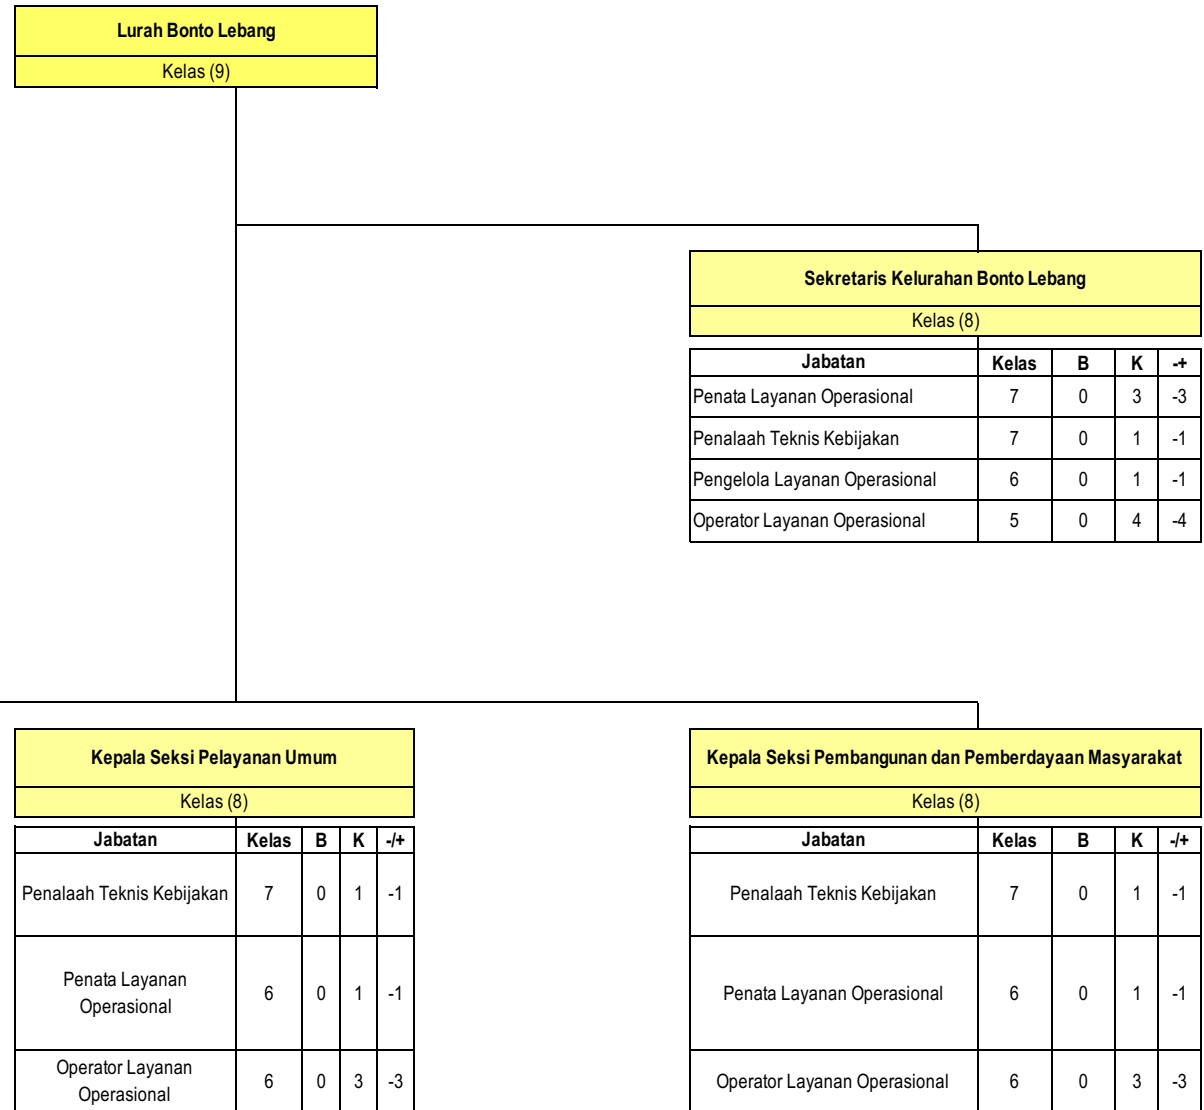 Lurah Bonto Lebang
Kelas (9)
Sekretaris Kelurahan Bonto Lebang
Kelas (8)
Jabatan Kelas B K -+
Penata Layanan Operasional 7 0 3 -3
Penalaah Teknis Kebijakan 7 0 1 -1
Pengelola Layanan Operasional 6 0 1 -1
Operator Layanan Operasional 5 0 4 -4
Kepala Seksi Pelayanan Umum
Kelas (8)
Jabatan Kelas B K -/+
Penalaah Teknis Kebijakan 7 0 1 -1
Penata Layanan
Operasional 6 0 1 -1
Operator Layanan
Operasional 6 0 3 -3
Kepala Seksi Pembangunan dan Pemberdayaan Masyarakat
Kelas (8)
Jabatan Kelas B K -/+
Penalaah Teknis Kebijakan 7 0 1 -1
Penata Layanan Operasional 6 0 1 -1
Operator Layanan Operasional 6 0 3 -3